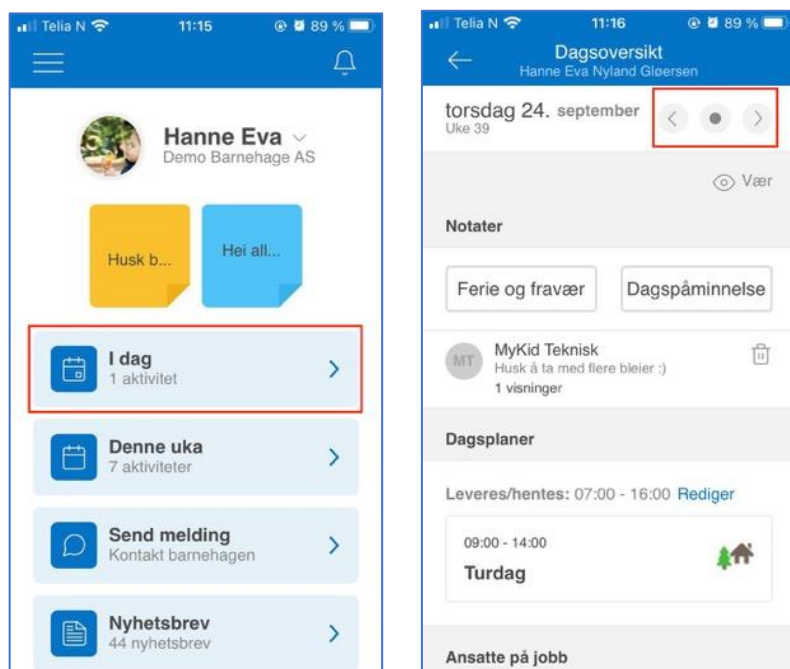 Telia N 11:15 89 %
Hanne Eva
Demo Barnehage AS
Husk b...
Hei all...
I dag
1 aktivitet
Denne uka
7 aktiviteter
Send melding
Kontakt barnehagen
Nyhetsbrev
44 nyhetsbrev
Telia N 11:16 89 %
Dagsoversikt
Hanne Eva Nyland Gløersen
torsdag 24. september
Uke 39
Vær
Notater
Ferie og fravær
Dagspåminnelse
MT
MyKid Teknisk
Husk å ta med flere bleier :)
1 visninger
Dagsplaner
Leveres/hentes: 07:00 - 16:00 Rediger
09:00 - 14:00
Turdag
Ansatte på jobb